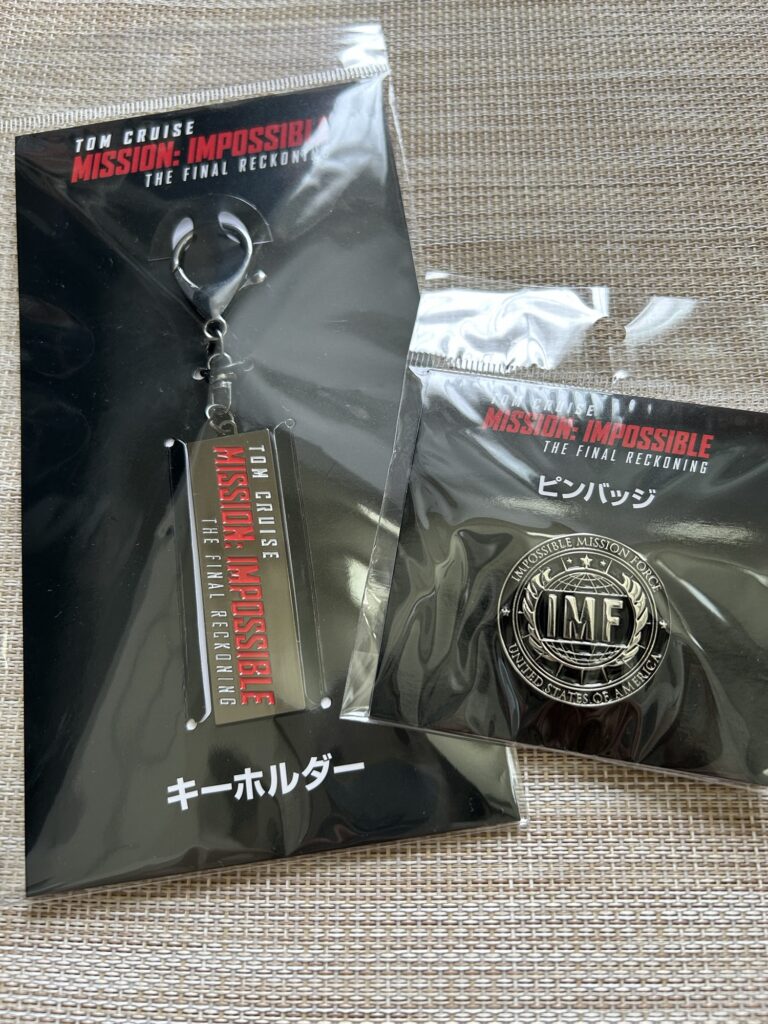 TOM CRUISE
MISSION: IMPOSSIBLE
THE FINAL RECKONING
TOM CRUISE
MISSION: IMPOSSIBLE
THE FINAL RECKONING
キーホルダー
TOM CRUISE
MISSION: IMPOSSIBLE
THE FINAL RECKONING
ピンバッジ
IMPOSSIBLE MISSION FORCE
IMF
UNITED STATES OF AMERICA